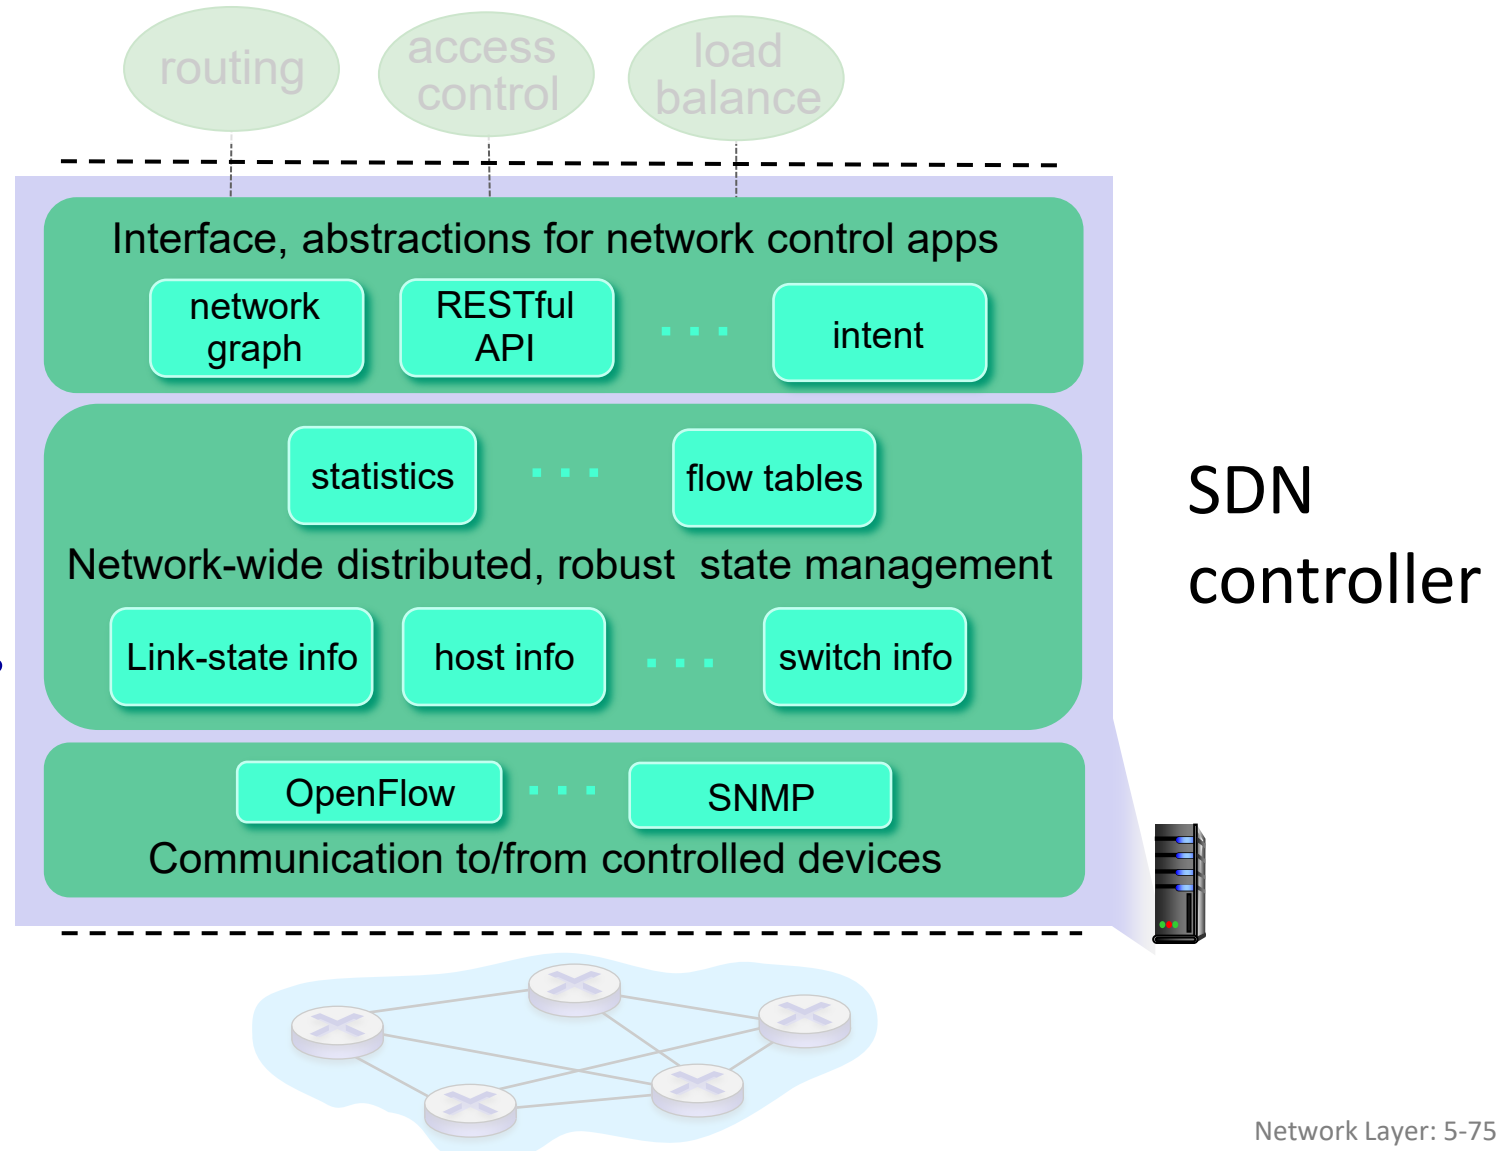 routing
access
control
load
balance
Interface, abstractions for network control apps
network
graph
RESTful
API
. . .
intent
statistics
. . .
flow tables
Network-wide distributed, robust  state management
Link-state info
host info
. . .
switch info
OpenFlow
. . .
SNMP
Communication to/from controlled devices
SDN
controller
Network Layer: 5-75